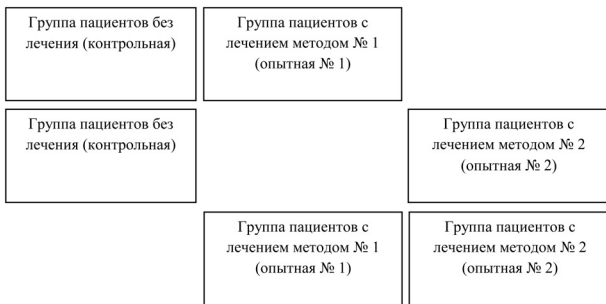 Группа пациентов без
лечения (контрольная)
Группа пациентов с
лечением методом № 1
(опытная № 1)
Группа пациентов без
лечения (контрольная)
Группа пациентов с
лечением методом № 2
(опытная № 2)
Группа пациентов с
лечением методом № 1
(опытная № 1)
Группа пациентов с
лечением методом № 2
(опытная № 2)